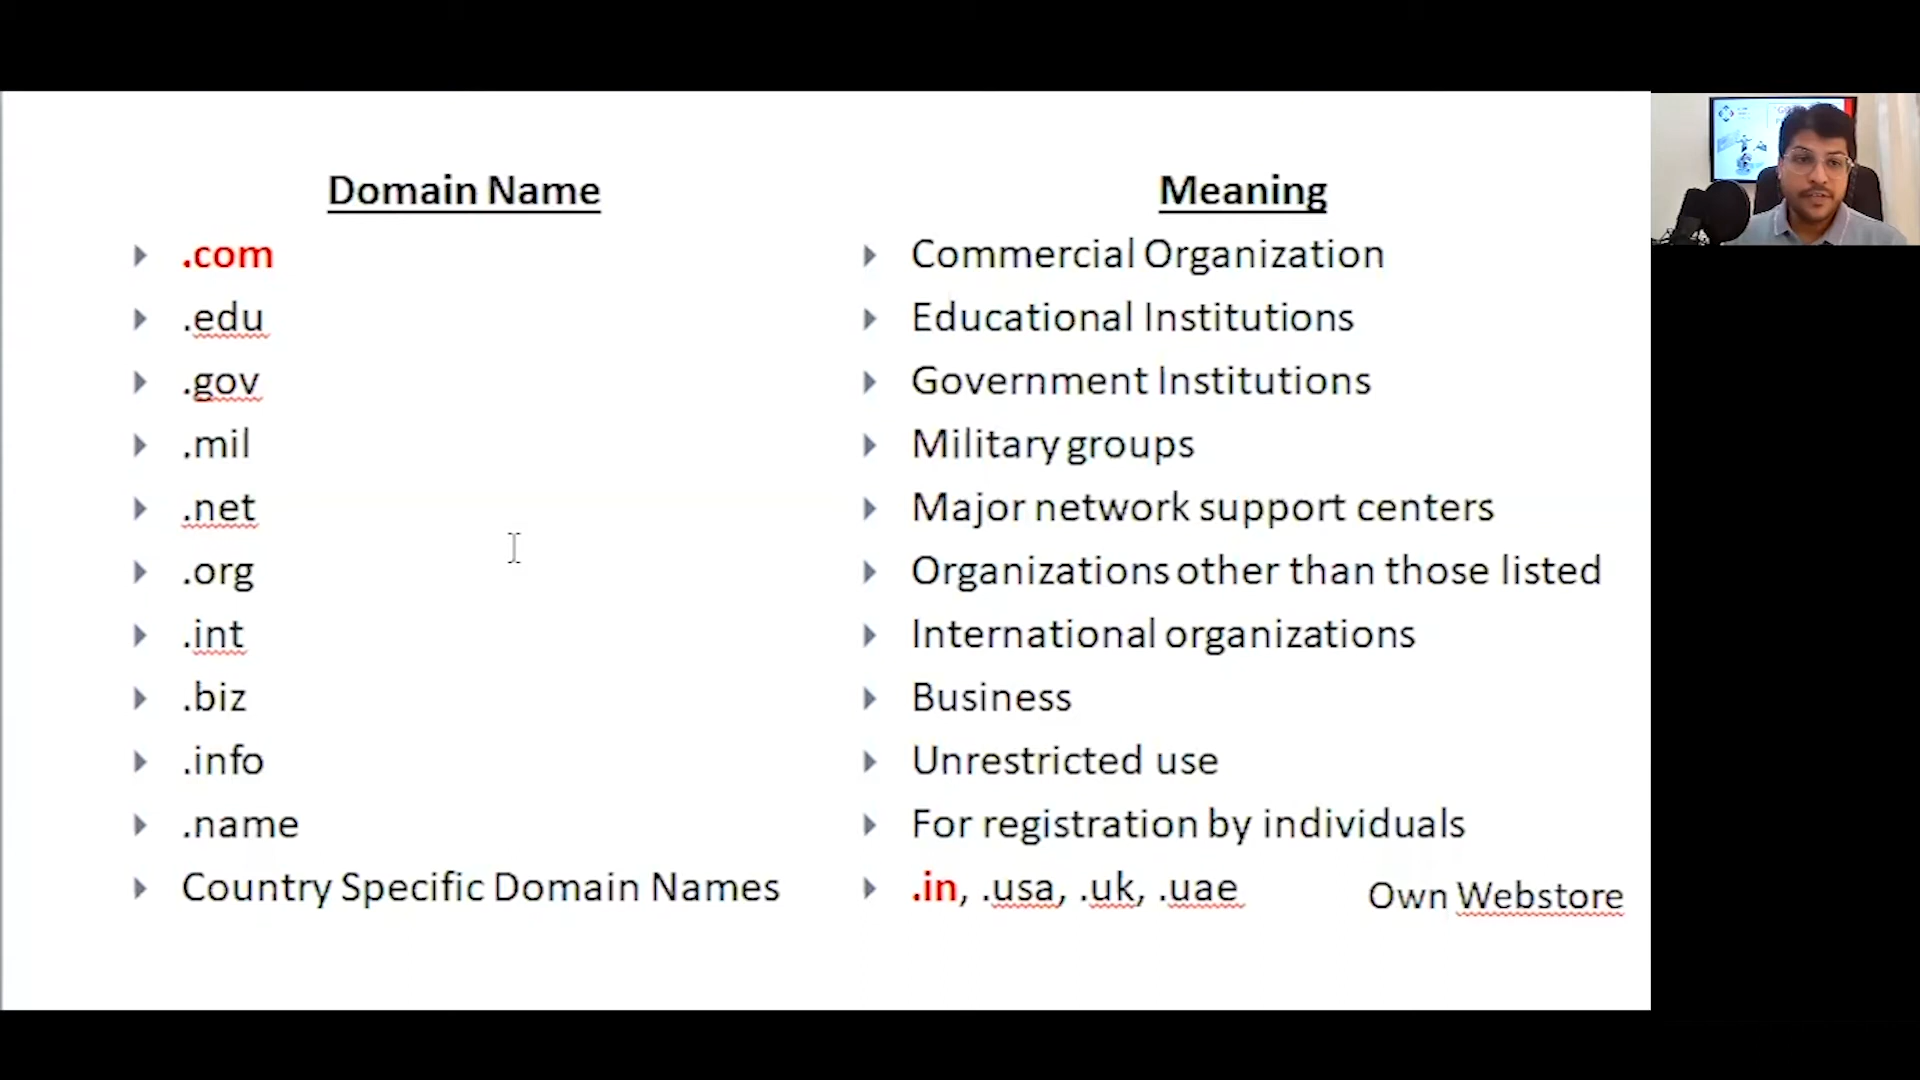 Domain Name Meaning
.com Commercial Organization
.edu Educational Institutions
.gov Government Institutions
.mil Military groups
.net Major network support centers
.org Organizations other than those listed
.int International organizations
.biz Business
.info Unrestricted use
.name For registration by individuals
Country Specific Domain Names .in, .usa, .uk, .uae Own Webstore